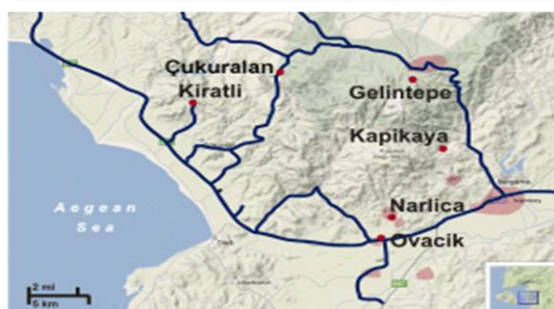 Çukuralan
Kiratli
Gelintepe
Kapikaya
Narlica
Ovacik
Aegean
Sea
2 mi
5 km